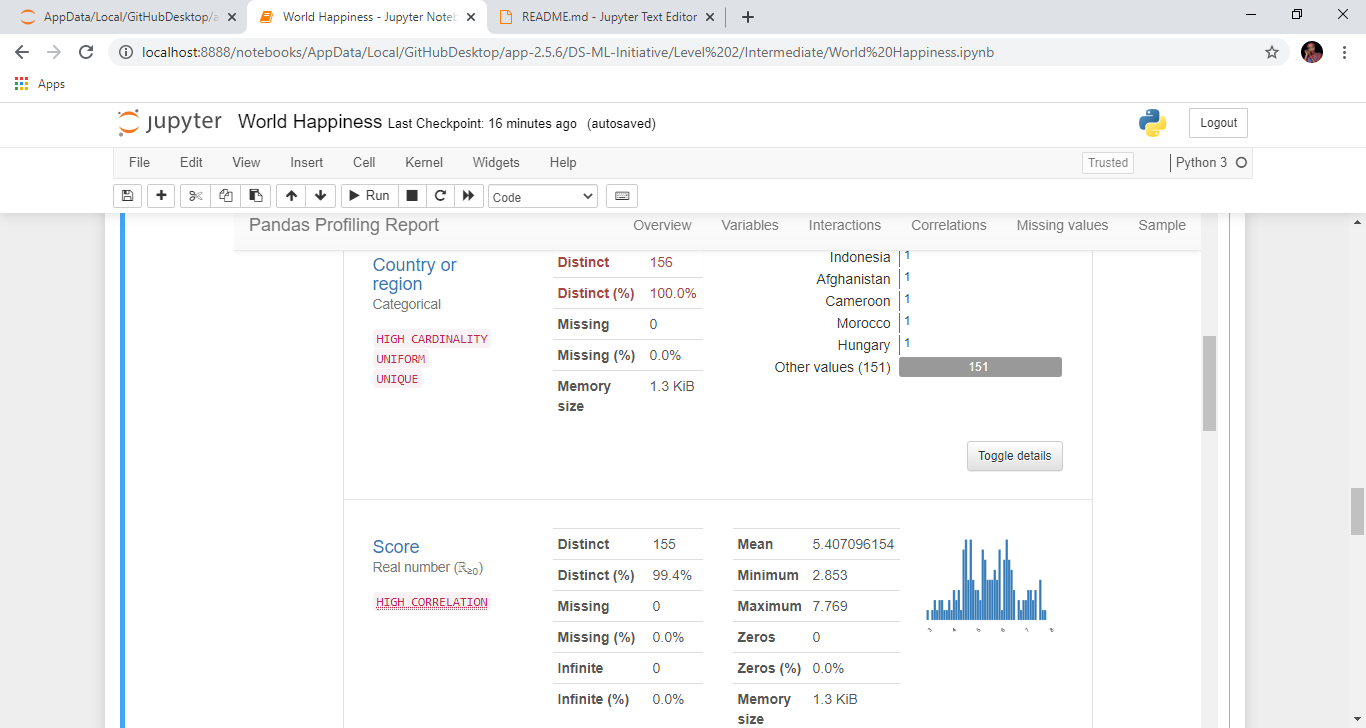 AppData/Local/GitHubDesktop/a
World Happiness - Jupyter Noteb
README.md - Jupyter Text Editor
localhost:8888/notebooks/AppData/Local/GitHubDesktop/app-2.5.6/DS-ML-Initiative/Level%202/Intermediate/World%20Happiness.ipynb
Apps
jupyter World Happiness Last Checkpoint: 16 minutes ago (autosaved)
Logout
File Edit View Insert Cell Kernel Widgets Help
Trusted
Python 3
Run
Code
Pandas Profiling Report
Overview Variables Interactions Correlations Missing values Sample
Country or
region
Categorical
HIGH CARDINALITY
UNIFORM
UNIQUE
Distinct 156
Distinct (%) 100.0%
Missing 0
Missing (%) 0.0%
Memory 1.3 KiB
size
Indonesia 1
Afghanistan 1
Cameroon 1
Morocco 1
Hungary 1
Other values (151) 151
Toggle details
Score
Real number (ℝ≥0)
HIGH CORRELATION
Distinct 155
Distinct (%) 99.4%
Missing 0
Missing (%) 0.0%
Infinite 0
Infinite (%) 0.0%
Mean 5.407096154
Minimum 2.853
Maximum 7.769
Zeros 0
Zeros (%) 0.0%
Memory 1.3 KiB
size
3 4 5 6 7 8